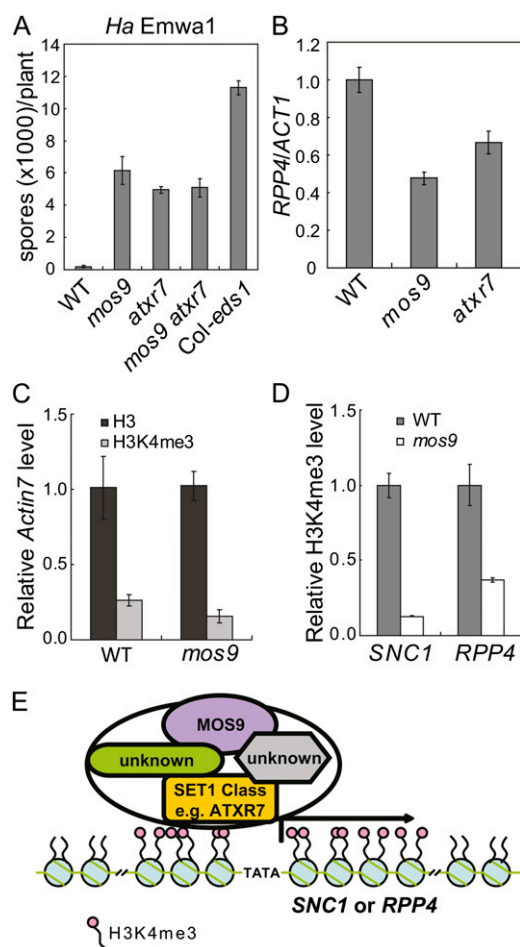 A
Ha Emwa1
spores (x1000)/plant
14
12
10
8
6
4
2
0
WT
mos9
atxr7
mos9 atxr7
Col-eds1
B
RPP4/ACT1
1.2
1.0
0.8
0.6
0.4
0.2
0
WT
mos9
atxr7
C
Relative Actin7 level
1.5
1.0
0.5
0.0
H3
H3K4me3
WT
mos9
D
Relative H3K4me3 level
1.5
1.0
0.5
0.0
WT
mos9
SNC1
RPP4
E
MOS9
unknown
unknown
SET1 Class
e.g. ATXR7
TATA
SNC1 or RPP4
H3K4me3